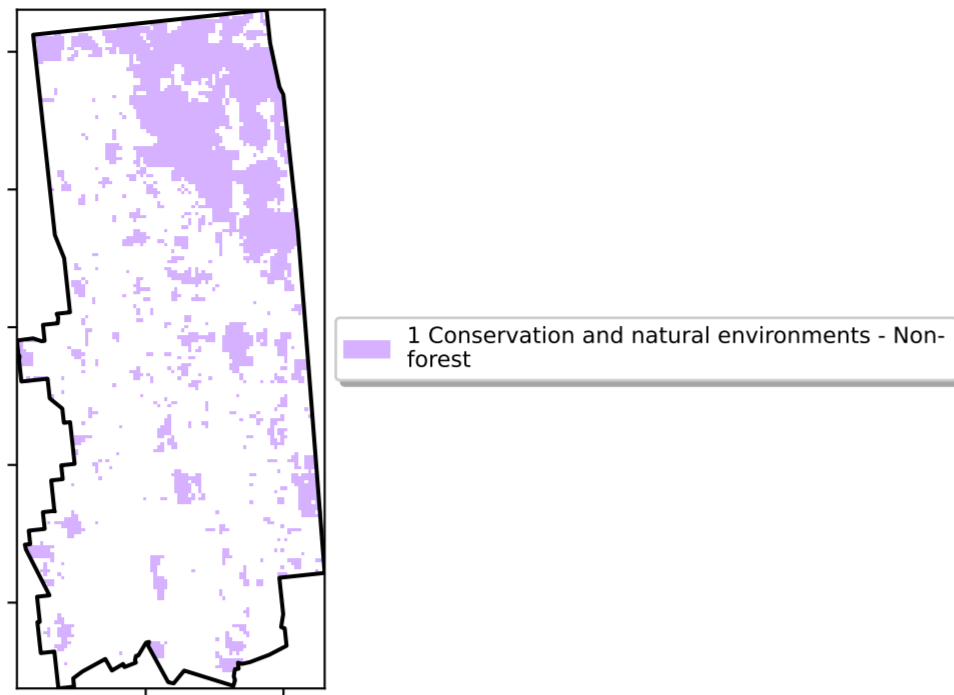 1 Conservation and natural environments - Non-
forest